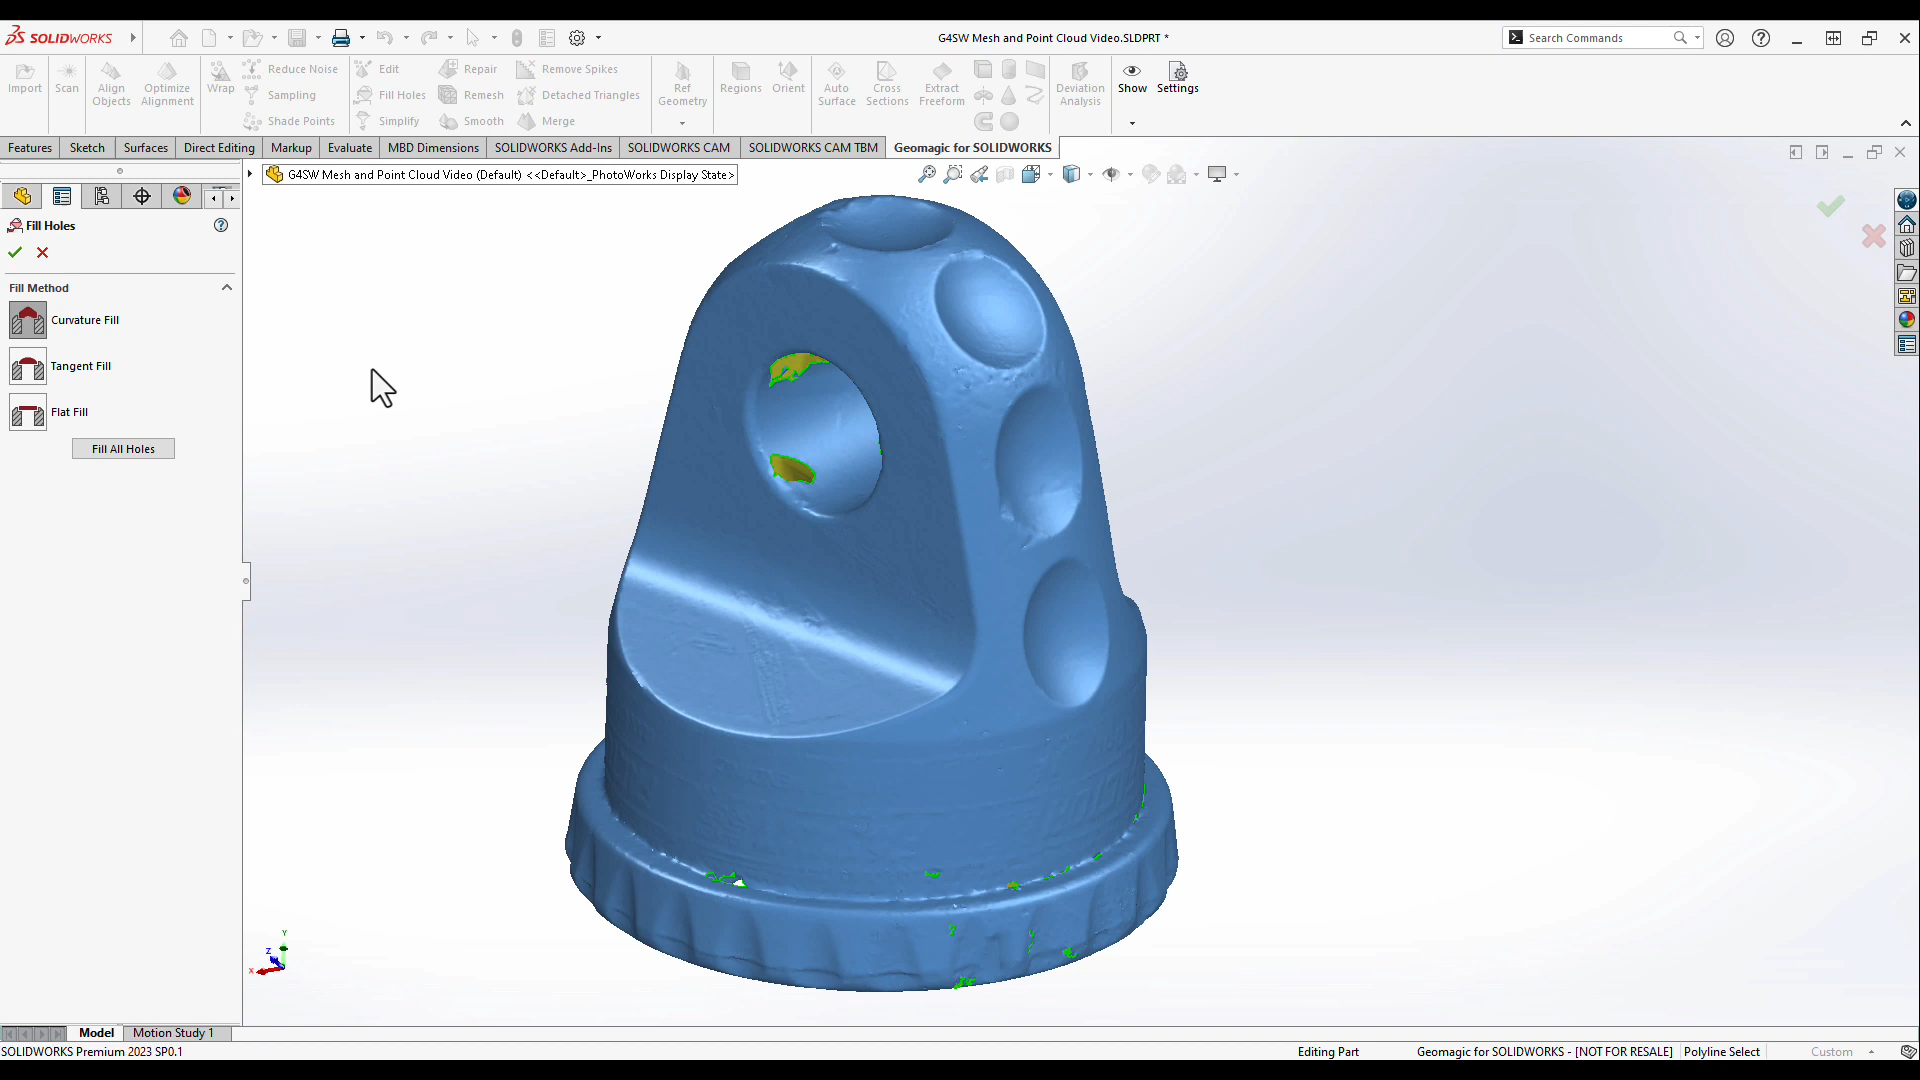 SOLIDWORKS
G4SW Mesh and Point Cloud Video.SLDPRT *
Search Commands
Import
Scan
Align Objects
Optimize Alignment
Wrap
Reduce Noise
Sampling
Shade Points
Edit
Fill Holes
Simplify
Repair
Remesh
Smooth
Remove Spikes
Detached Triangles
Merge
Ref Geometry
Regions
Orient
Auto Surface
Cross Sections
Extract Freeform
Deviation Analysis
Show
Settings
Features
Sketch
Surfaces
Direct Editing
Markup
Evaluate
MBD Dimensions
SOLIDWORKS Add-Ins
SOLIDWORKS CAM
SOLIDWORKS CAM TBM
Geomagic for SOLIDWORKS
G4SW Mesh and Point Cloud Video (Default) <<Default>_PhotoWorks Display State>
Fill Holes
Fill Method
Curvature Fill
Tangent Fill
Flat Fill
Fill All Holes
Y
Z
X
Model
Motion Study 1
SOLIDWORKS Premium 2023 SP0.1
Editing Part
Geomagic for SOLIDWORKS - [NOT FOR RESALE]
Polyline Select
Custom